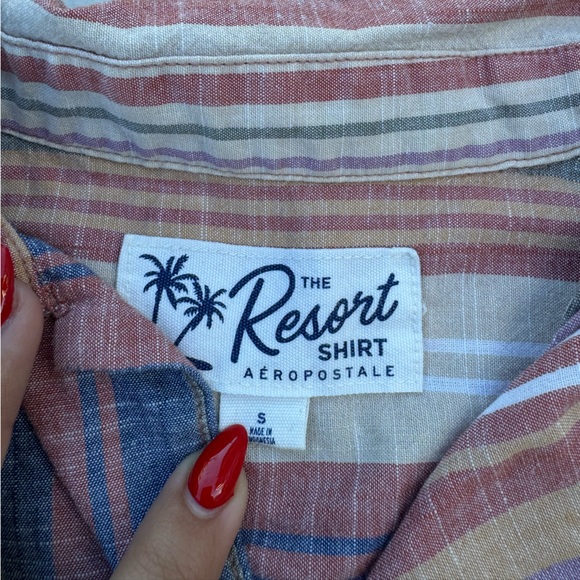 THE
Resort
SHIRT
AÉROPOSTALE
S
MADE IN
INDONESIA